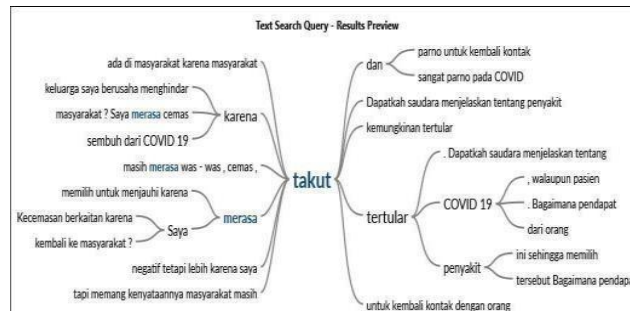 Text Search Query - Results Preview
ada di masyarakat karena masyarakat
keluarga saya berusaha menghindar
masyarakat ? Saya merasa cemas
sembuh dari COVID 19
karena
masih merasa was - was , cemas ,
memilih untuk menjauhi karena
Kecemasan berkaitan karena
kembali ke masyarakat ?
Saya
merasa
negatif tetapi lebih karena saya
tapi memang kenyataannya masyarakat masih
takut
dan
parno untuk kembali kontak
sangat parno pada COVID
Dapatkah saudara menjelaskan tentang penyakit
kemungkinan tertular
tertular
. Dapatkah saudara menjelaskan tentang
COVID 19
, walaupun pasien
. Bagaimana pendapat
dari orang
penyakit
ini sehingga memilih
tersebut Bagaimana pendapa
untuk kembali kontak dengan orang